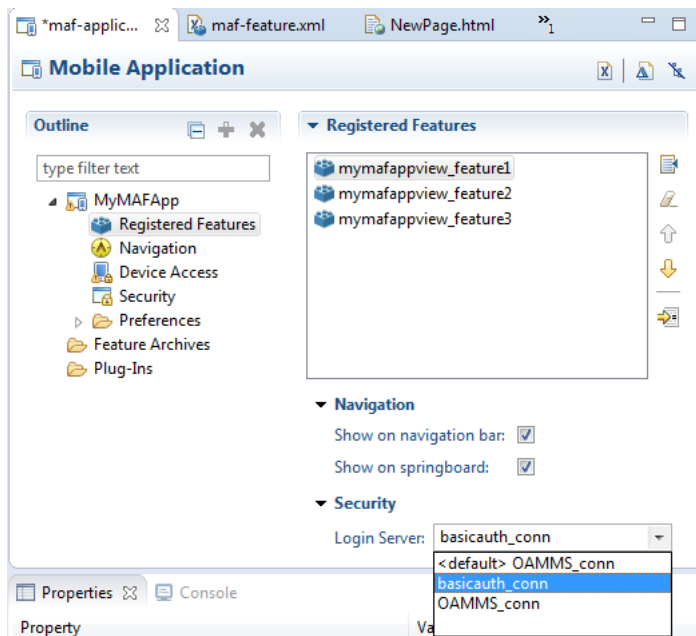 *maf-applic...
maf-feature.xml
NewPage.html
»1
Mobile Application
Outline
type filter text
MyMAFApp
Registered Features
Navigation
Device Access
Security
Preferences
Feature Archives
Plug-Ins
Registered Features
mymafappview_feature1
mymafappview_feature2
mymafappview_feature3
Navigation
Show on navigation bar:
Show on springboard:
Security
Login Server: basicauth_conn
<default> OAMMS_conn
basicauth_conn
OAMMS_conn
Properties
Console
Property
Va